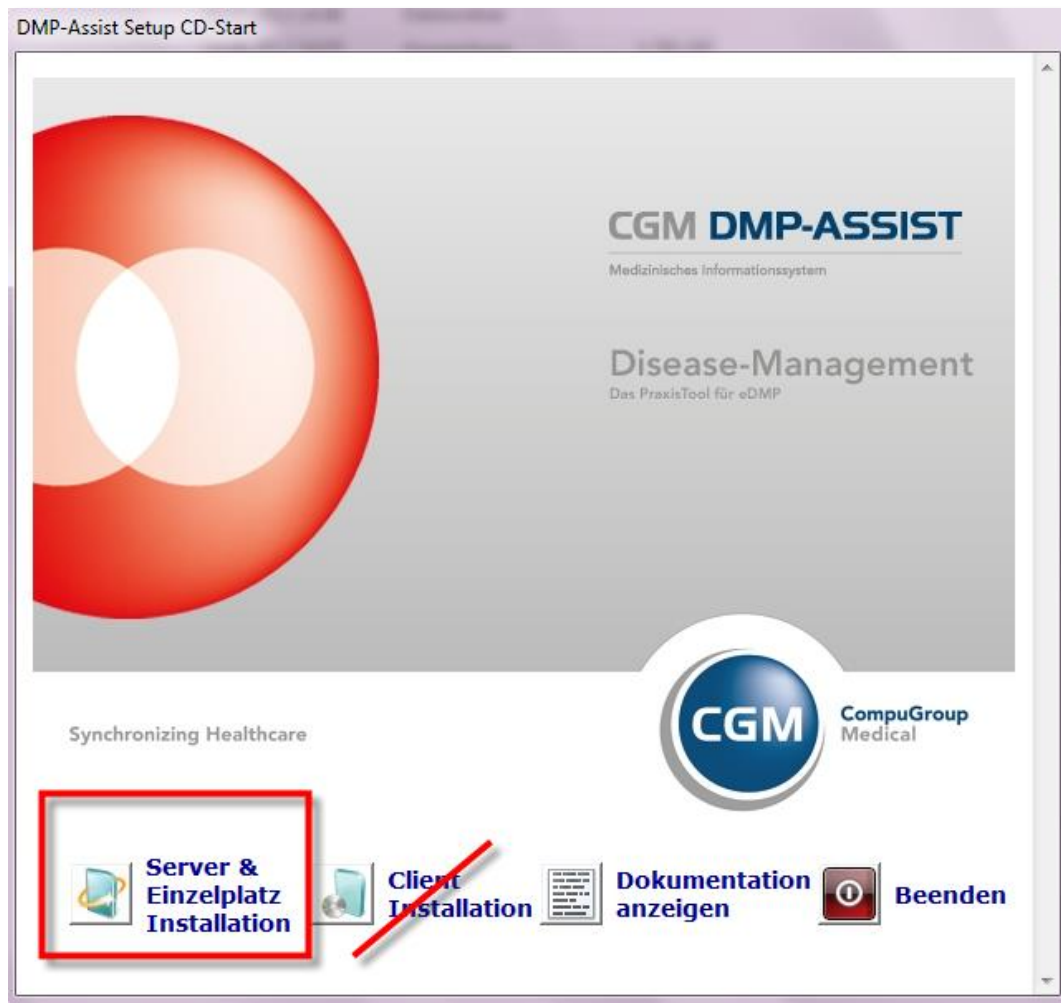 DMP-Assist Setup CD-Start
CGM DMP-ASSIST
Medizinisches Informationssystem
Disease-Management
Das PraxisTool für eDMP
Synchronizing Healthcare
CGM
CompuGroup
Medical
Server &
Einzelplatz
Installation
Client
Installation
Dokumentation
anzeigen
Beenden